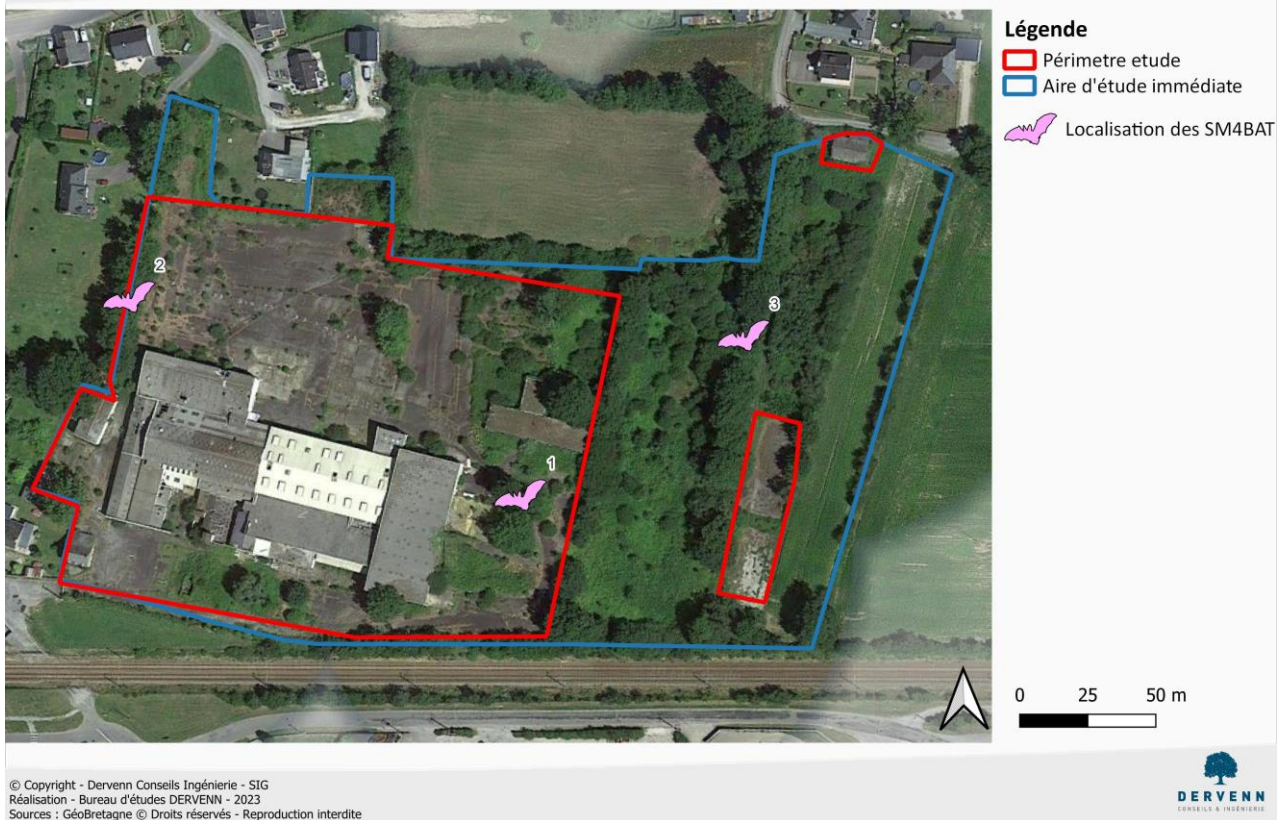 Légende
Périmetre etude
Aire d'étude immédiate
Localisation des SM4BAT
2
3
1
0 25 50 m
© Copyright - Dervenn Conseils Ingénierie - SIG
Réalisation - Bureau d'études DERVENN - 2023
Sources : GéoBretagne © Droits réservés - Reproduction interdite
DERVENN
CONSEILS & INGÉNIERIE